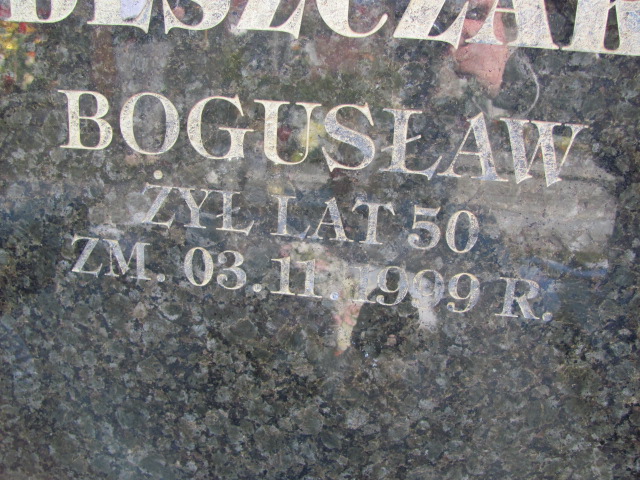 BOGUSŁAW
ŻYŁ LAT 50
ZM. 03.11.1999 R.